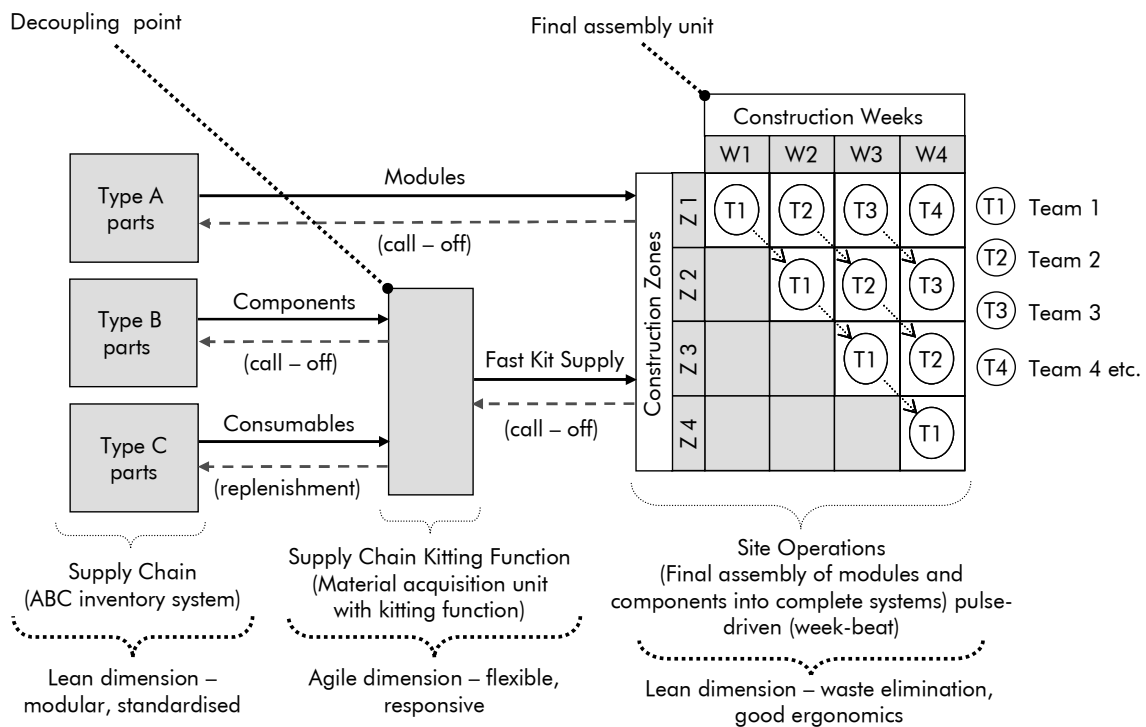 Decoupling point
Final assembly unit
Construction Weeks
W1 W2 W3 W4
Type A
parts
Modules
(call – off)
Type B
parts
Components
(call – off)
Type C
parts
Consumables
(replenishment)
Fast Kit Supply
(call – off)
Construction Zones
Z 1
T1 T2 T3 T4
Z 2
T1 T2 T3
Z 3
T1 T2
Z 4
T1
T1 Team 1
T2 Team 2
T3 Team 3
T4 Team 4 etc.
Supply Chain
(ABC inventory system)
Supply Chain Kitting Function
(Material acquisition unit
with kitting function)
Site Operations
(Final assembly of modules and
components into complete systems) pulse-
driven (week-beat)
Lean dimension –
modular, standardised
Agile dimension – flexible,
responsive
Lean dimension – waste elimination,
good ergonomics